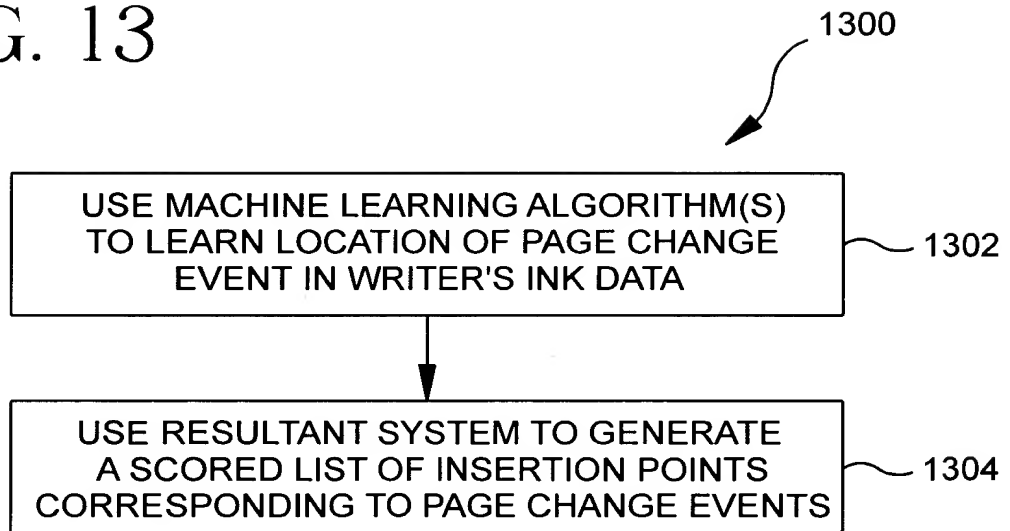 G. 13
1300
USE MACHINE LEARNING ALGORITHM(S)
TO LEARN LOCATION OF PAGE CHANGE
EVENT IN WRITER'S INK DATA
1302
USE RESULTANT SYSTEM TO GENERATE
A SCORED LIST OF INSERTION POINTS
CORRESPONDING TO PAGE CHANGE EVENTS
1304